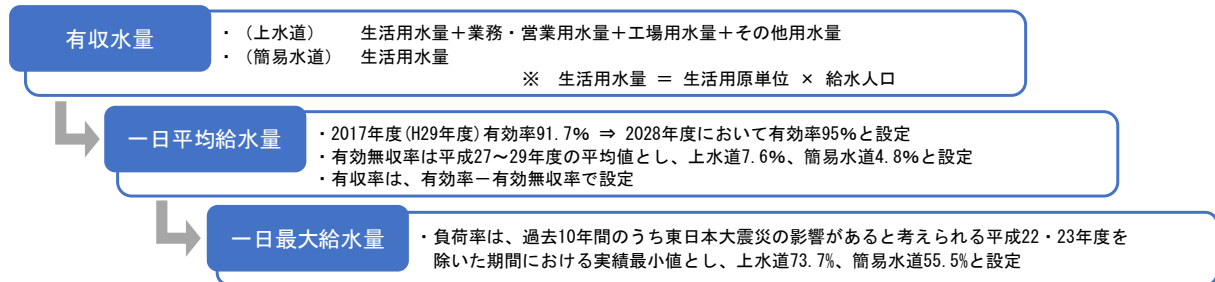 有収水量
・（上水道）　　生活用水量＋業務・営業用水量＋工場用水量＋その他用水量
・（簡易水道）　生活用水量
※　生活用水量 ＝ 生活用原単位 × 給水人口
一日平均給水量
・2017年度(H29年度)有効率91.7% ⇒ 2028年度において有効率95%と設定
・有効無収率は平成27～29年度の平均値とし、上水道7.6%、簡易水道4.8%と設定
・有収率は、有効率－有効無収率で設定
一日最大給水量
・負荷率は、過去10年間のうち東日本大震災の影響があると考えられる平成22・23年度を
除いた期間における実績最小値とし、上水道73.7%、簡易水道55.5%と設定